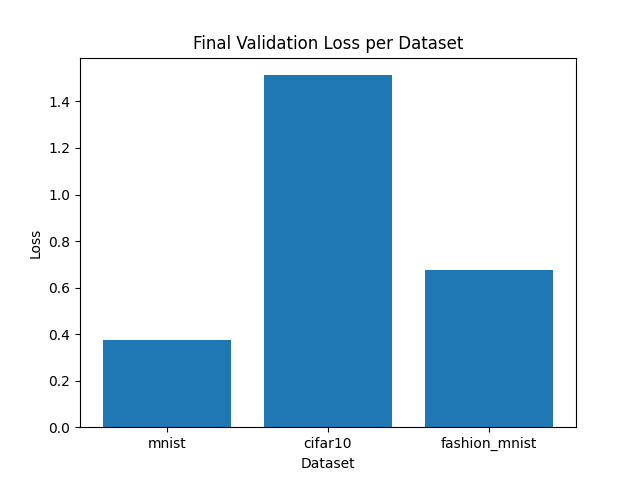 Final Validation Loss per Dataset
1.4
1.2
1.0
0.8
0.6
0.4
0.2
0.0
Loss
mnist cifar10 fashion_mnist
Dataset